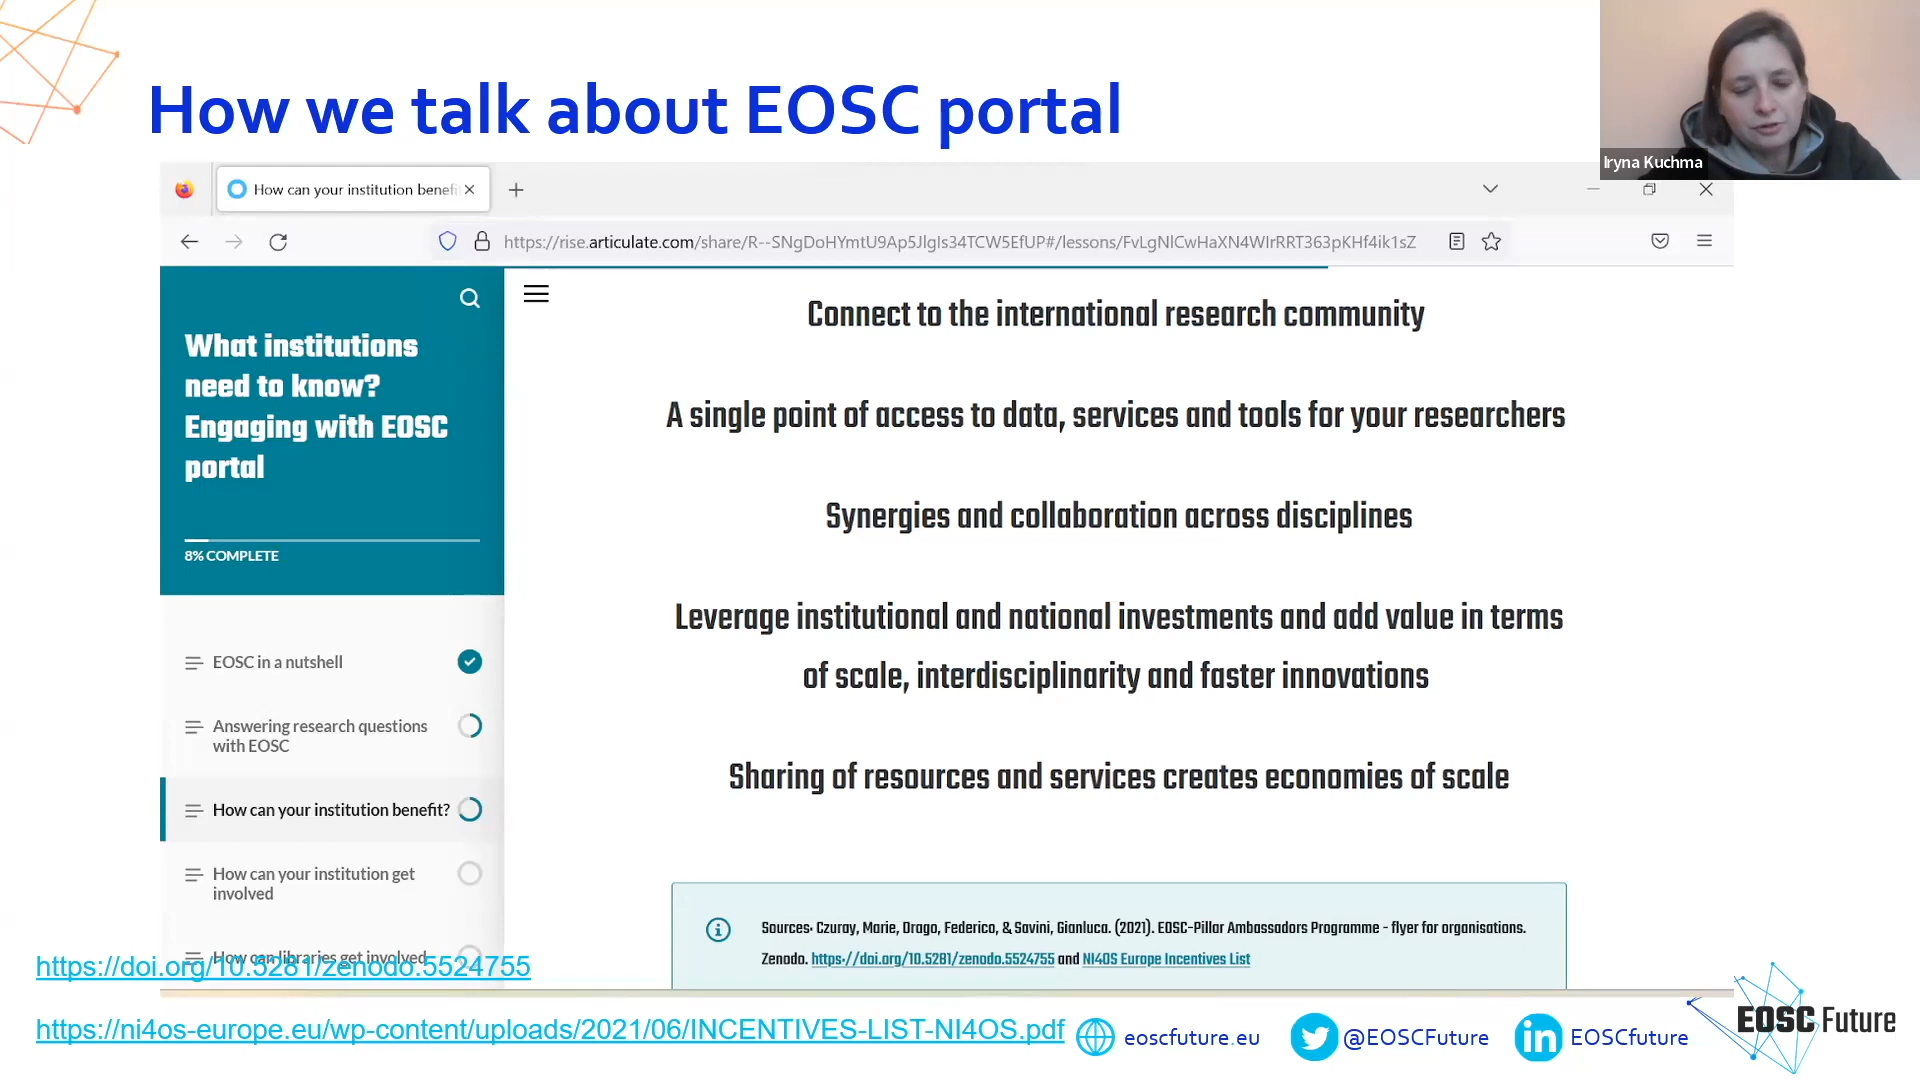 How we talk about EOSC portal
Iryna Kuchma
How can your institution benefi
https://rise.articulate.com/share/R--SNgDoHYmtU9Ap5JlgIs34TCW5EfUP#/lessons/FvLgNlCwHaXN4WIrRRT363pKHf4ik1sZ
What institutions
need to know?
Engaging with EOSC
portal
8% COMPLETE
EOSC in a nutshell
Answering research questions
with EOSC
How can your institution benefit?
How can your institution get
involved
How can libraries get involved
Connect to the international research community
A single point of access to data, services and tools for your researchers
Synergies and collaboration across disciplines
Leverage institutional and national investments and add value in terms
of scale, interdisciplinarity and faster innovations
Sharing of resources and services creates economies of scale
Sources: Czuray, Marie, Drago, Federico, & Savini, Gianluca. (2021). EOSC-Pillar Ambassadors Programme - flyer for organisations.
Zenodo. https://doi.org/10.5281/zenodo.5524755 and NI4OS Europe Incentives List
https://doi.org/10.5281/zenodo.5524755
https://ni4os-europe.eu/wp-content/uploads/2021/06/INCENTIVES-LIST-NI4OS.pdf
eoscfuture.eu
@EOSCFuture
in EOSCfuture
EOSC Future